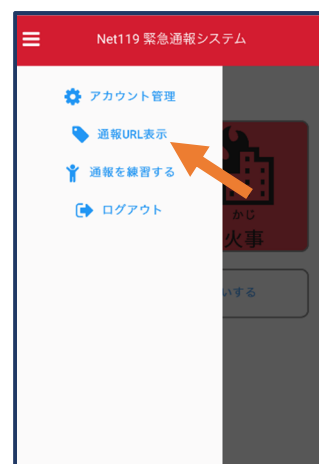 Net119 緊急通報システム
アカウント管理
通報URL表示
通報を練習する
ログアウト
かじ
火事
いする